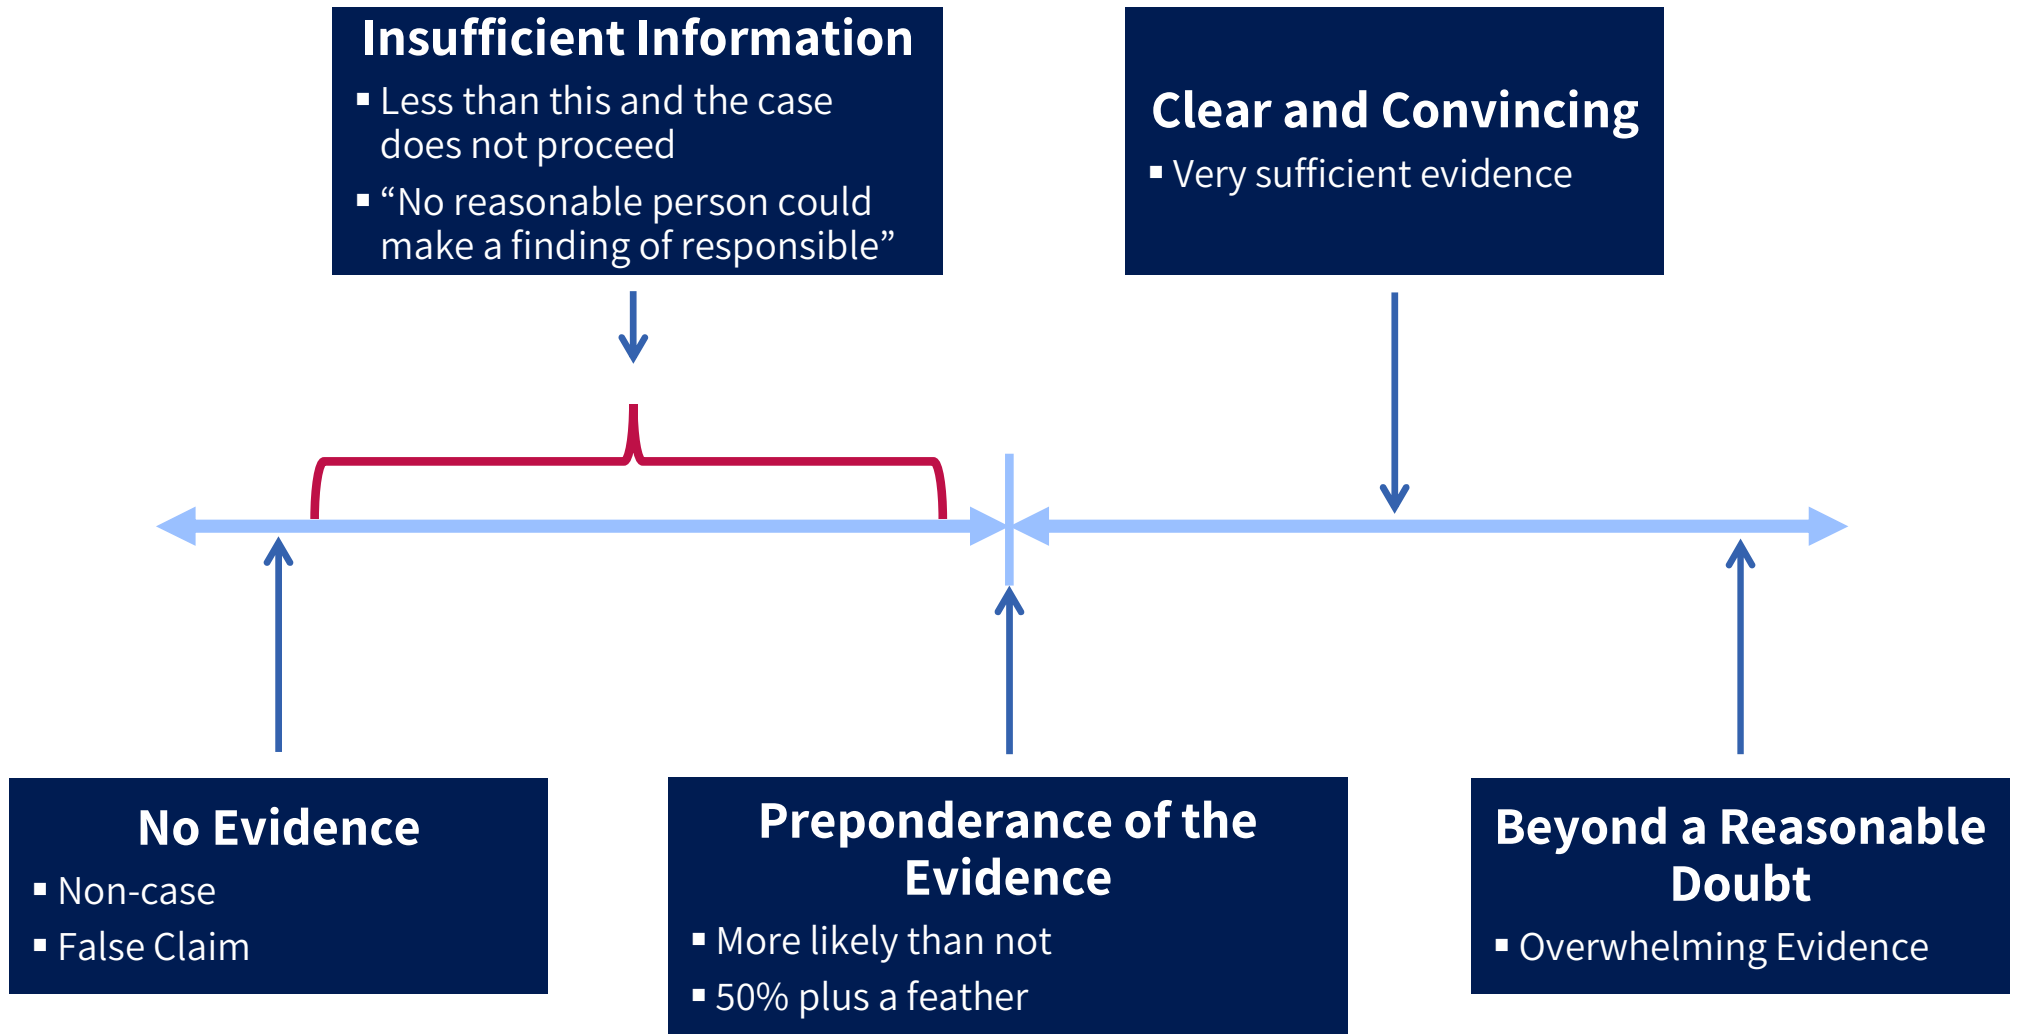 Insufficient Information
▪ Less than this and the case
does not proceed
▪ “No reasonable person could
make a finding of responsible”
Clear and Convincing
▪ Very sufficient evidence
No Evidence
▪ Non-case
▪ False Claim
Preponderance of the
Evidence
▪ More likely than not
▪ 50% plus a feather
Beyond a Reasonable
Doubt
▪ Overwhelming Evidence